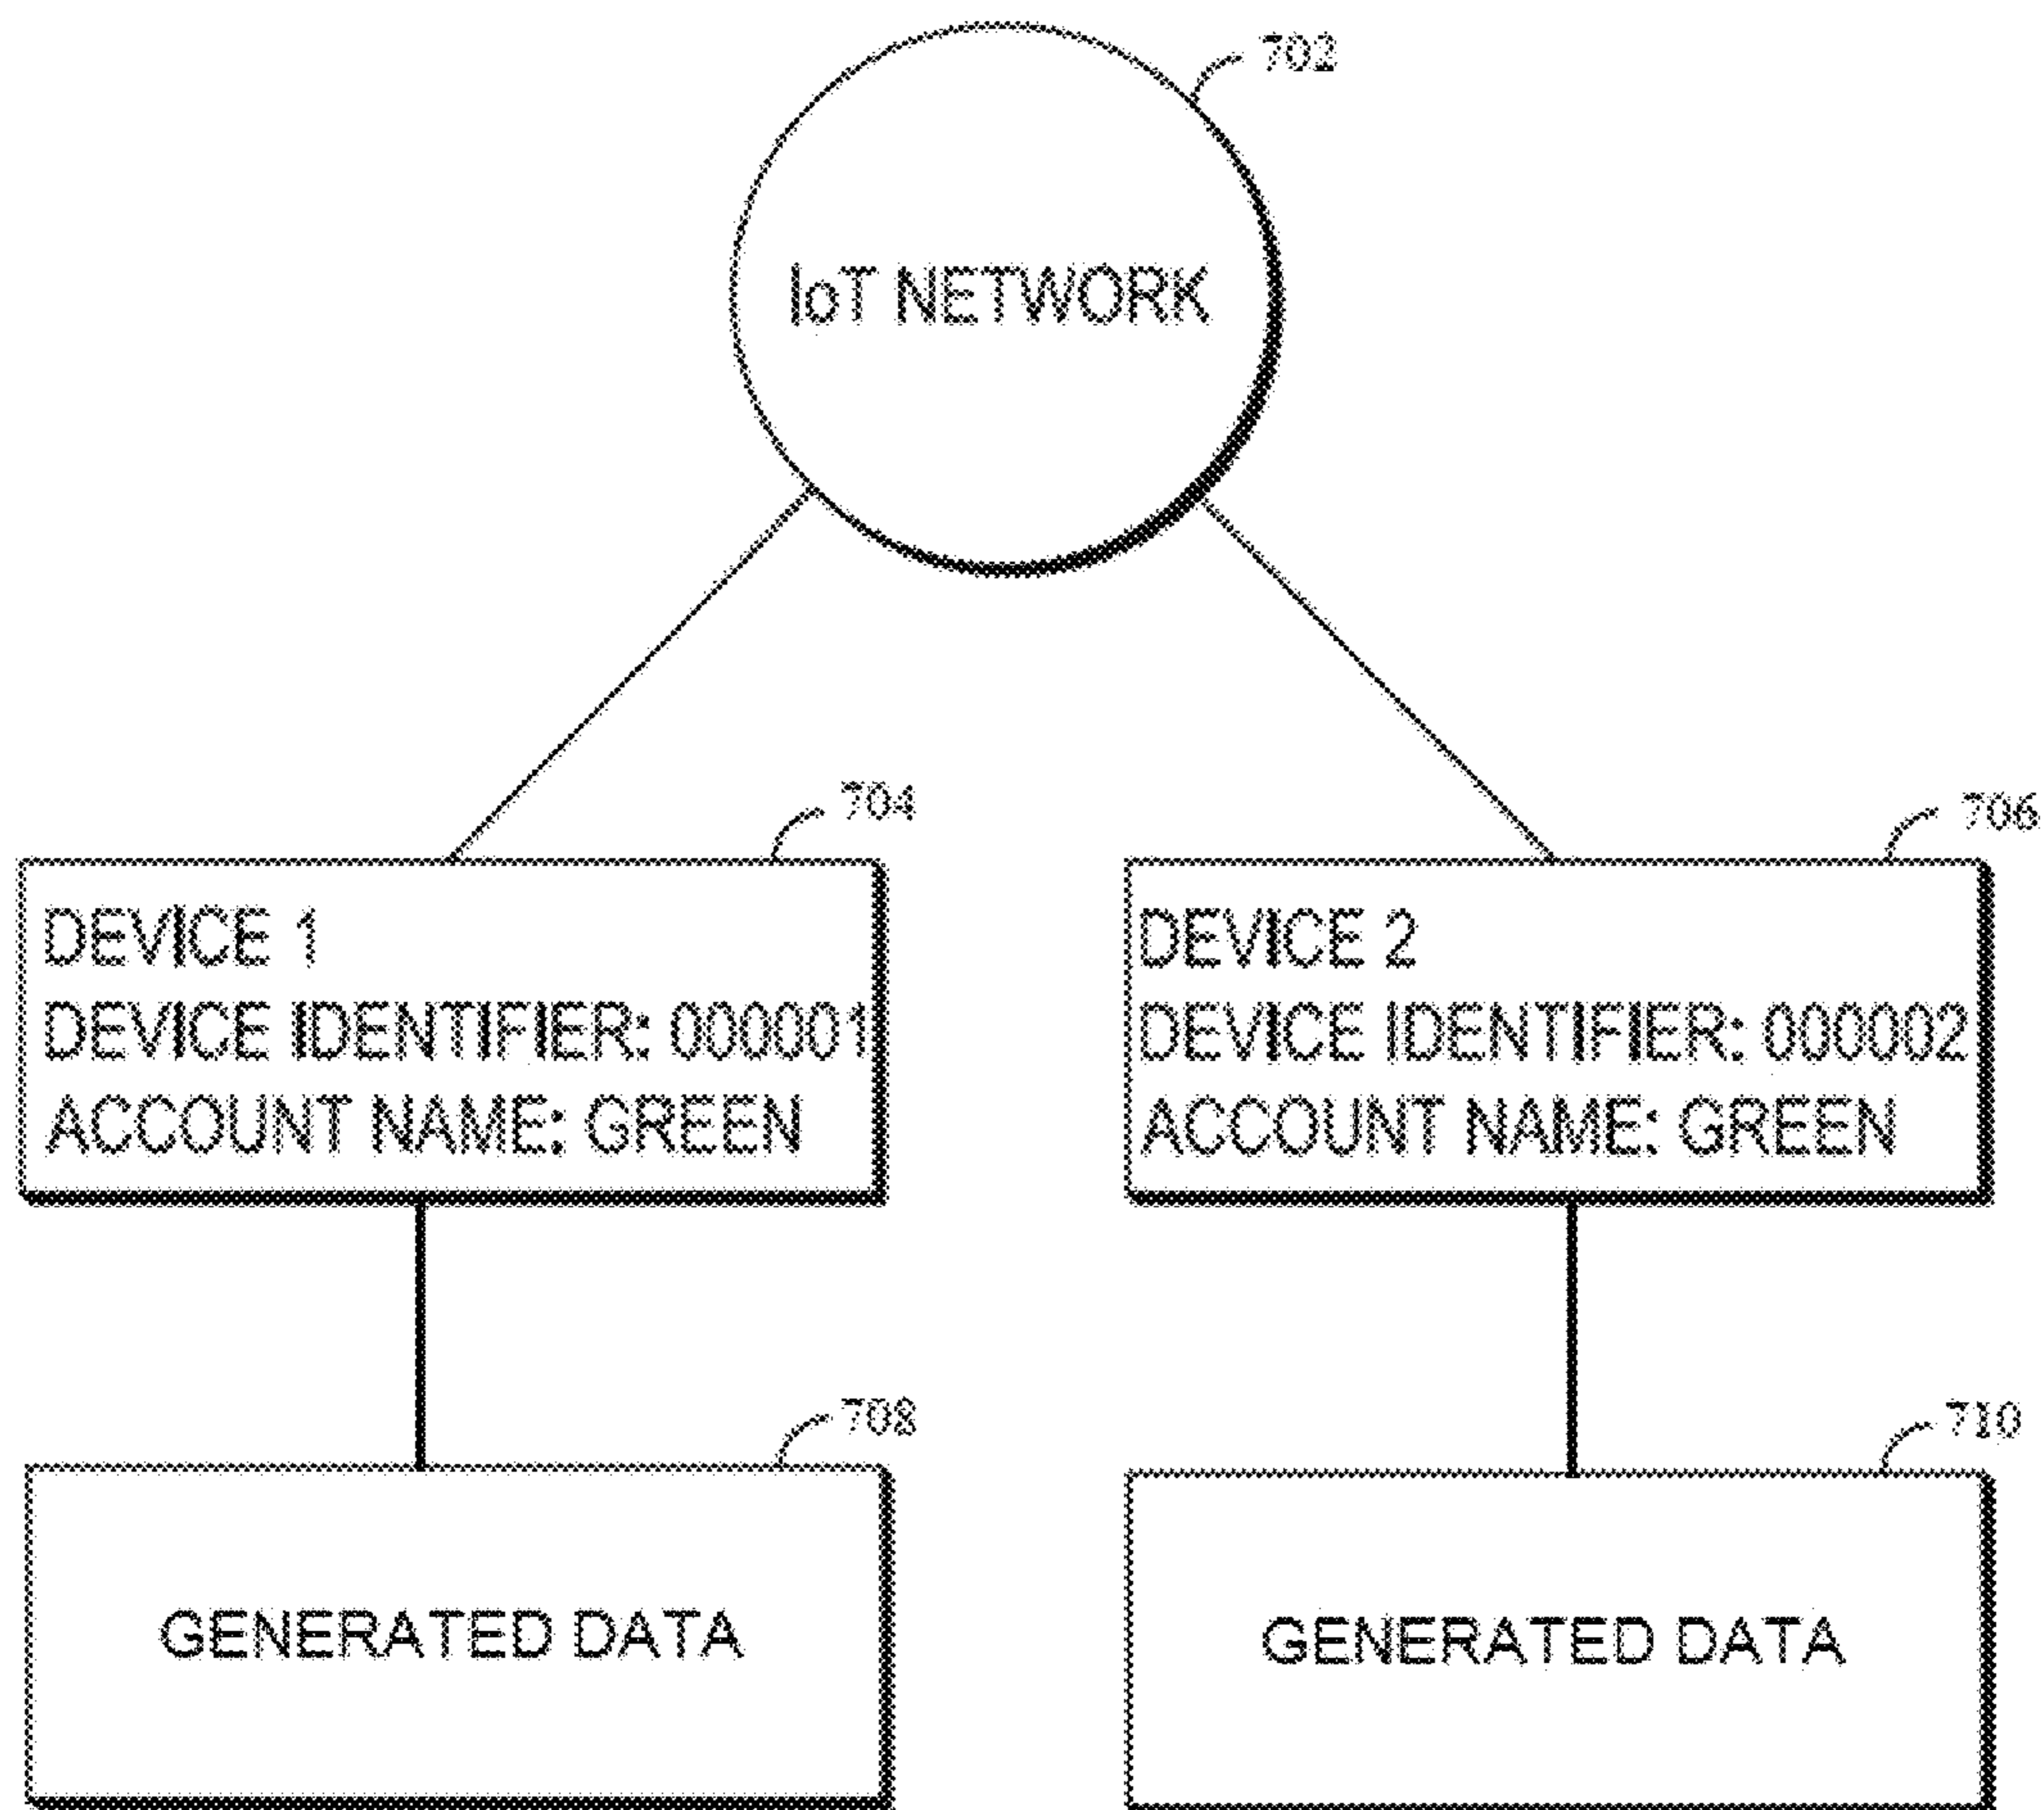 702
IoT NETWORK
704
DEVICE 1
DEVICE IDENTIFIER: 000001
ACCOUNT NAME: GREEN
706
DEVICE 2
DEVICE IDENTIFIER: 000002
ACCOUNT NAME: GREEN
708
GENERATED DATA
710
GENERATED DATA